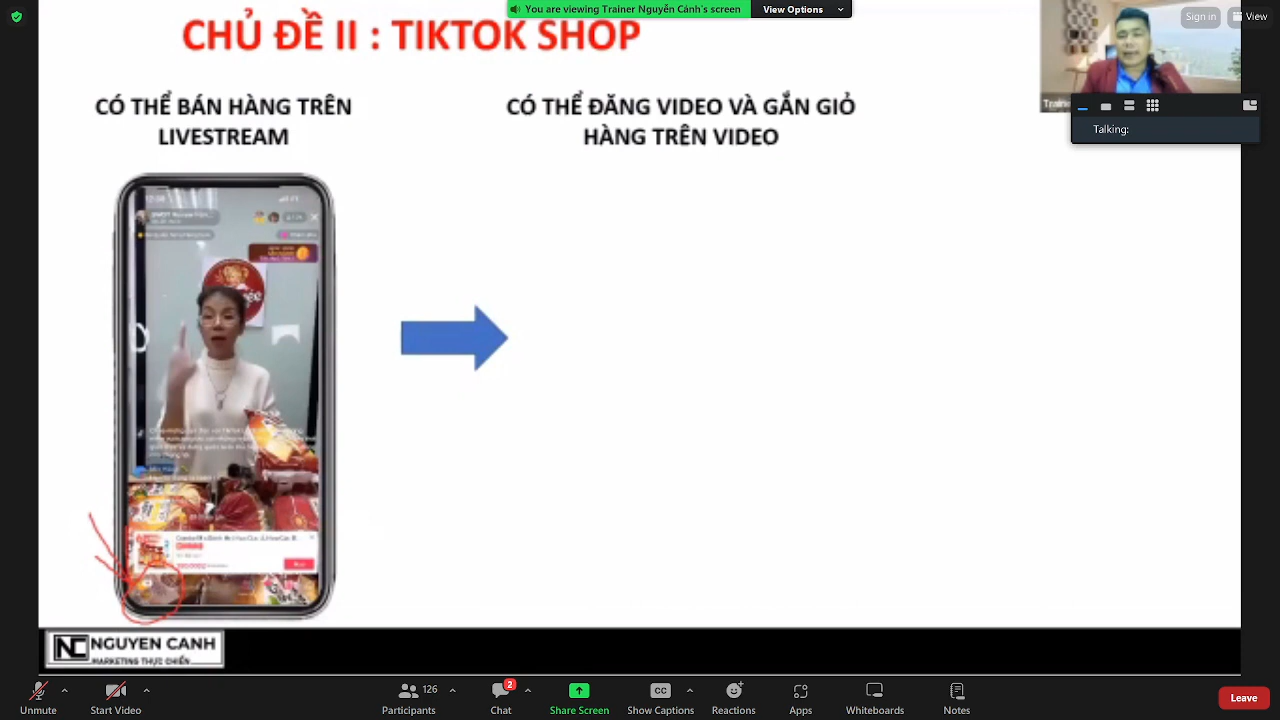 You are viewing Trainer Nguyễn Cánh's screen
View Options
Sign in
View
CHỦ ĐỀ II : TIKTOK SHOP
CÓ THỂ BÁN HÀNG TRÊN
LIVESTREAM
CÓ THỂ ĐĂNG VIDEO VÀ GẮN GIỎ
HÀNG TRÊN VIDEO
Talking:
NC NGUYEN CANH
MARKETING THỰC CHIẾN
Unmute
Start Video
126
Participants
2
Chat
Share Screen
CC
Show Captions
Reactions
Apps
Whiteboards
Notes
Leave